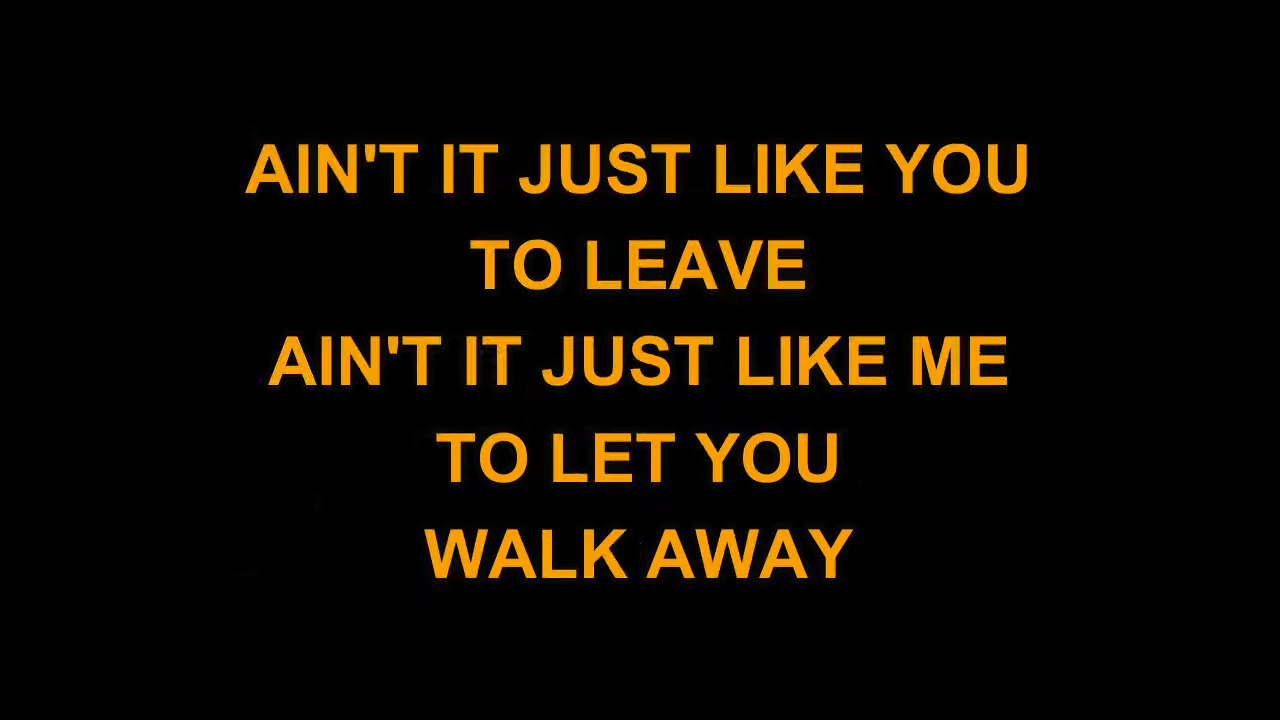 AIN'T IT JUST LIKE YOU
TO LEAVE
AIN'T IT JUST LIKE ME
TO LET YOU
WALK AWAY